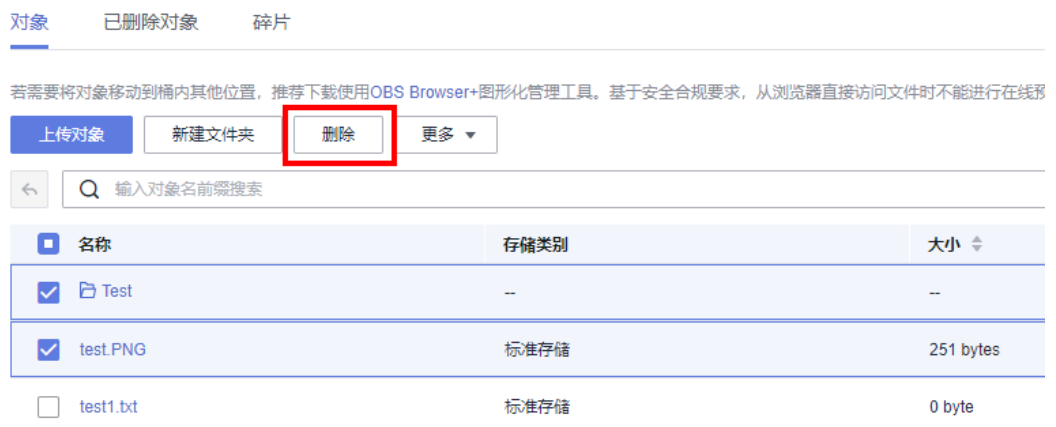 对象 已删除对象 碎片
若需要将对象移动到桶内其他位置，推荐下载使用OBS Browser+图形化管理工具。基于安全合规要求，从浏览器直接访问文件时不能进行在线预
上传对象 新建文件夹 删除 更多
输入对象名前缀搜索
名称 存储类别 大小
Test -- --
test.PNG 标准存储 251 bytes
test1.txt 标准存储 0 byte